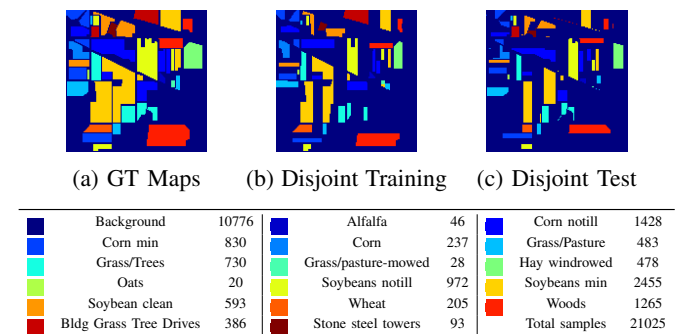 (a) GT Maps (b) Disjoint Training (c) Disjoint Test
Background 10776 Alfalfa 46 Corn notill 1428
Corn min 830 Corn 237 Grass/Pasture 483
Grass/Trees 730 Grass/pasture-mowed 28 Hay windrowed 478
Oats 20 Soybeans notill 972 Soybeans min 2455
Soybean clean 593 Wheat 205 Woods 1265
Bldg Grass Tree Drives 386 Stone steel towers 93 Total samples 21025